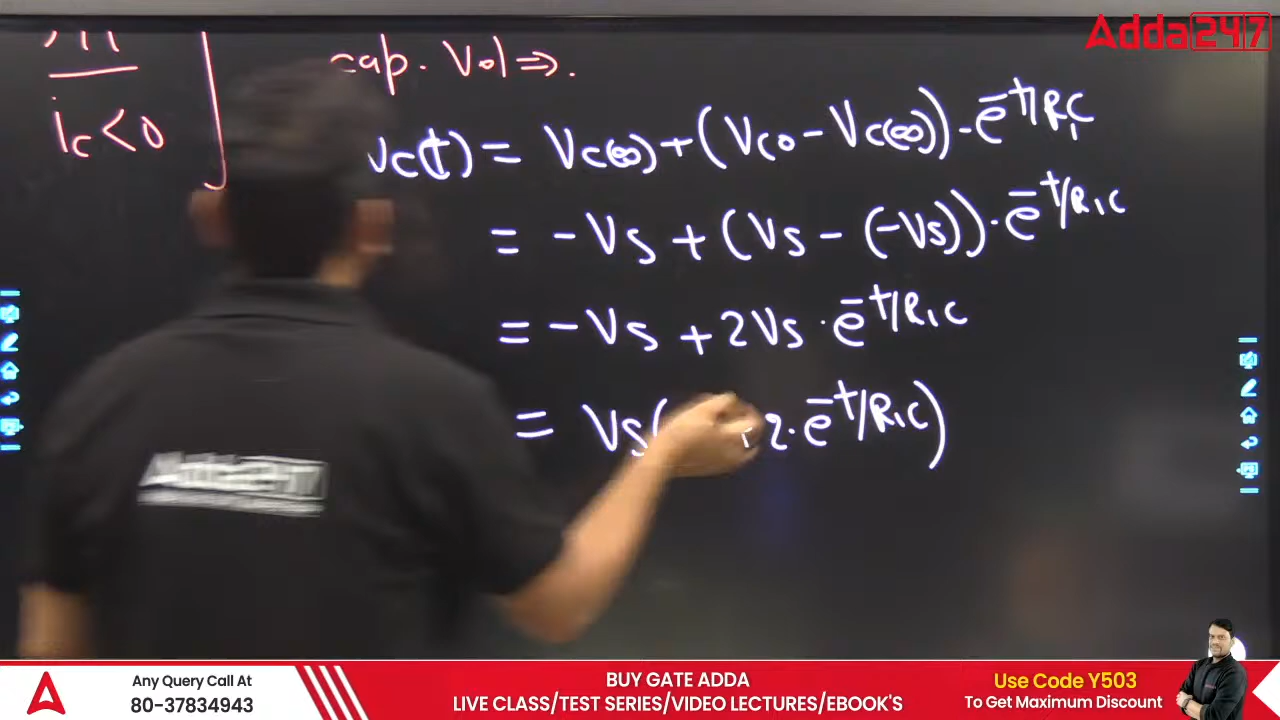 Adda247
cap. Vol ⇒.
ic<0
Vc(t) = Vc(∞)+(Vc0 - Vc(∞))·e^-t/R1C
= -Vs + (Vs - (-Vs))·e^-t/R1C
= -Vs + 2Vs·e^-t/R1C
= Vs( 2·e^-t/R1C)
Adda247
Any Query Call At
80-37834943
BUY GATE ADDA
LIVE CLASS/TEST SERIES/VIDEO LECTURES/EBOOK'S
Use Code Y503
To Get Maximum Discount